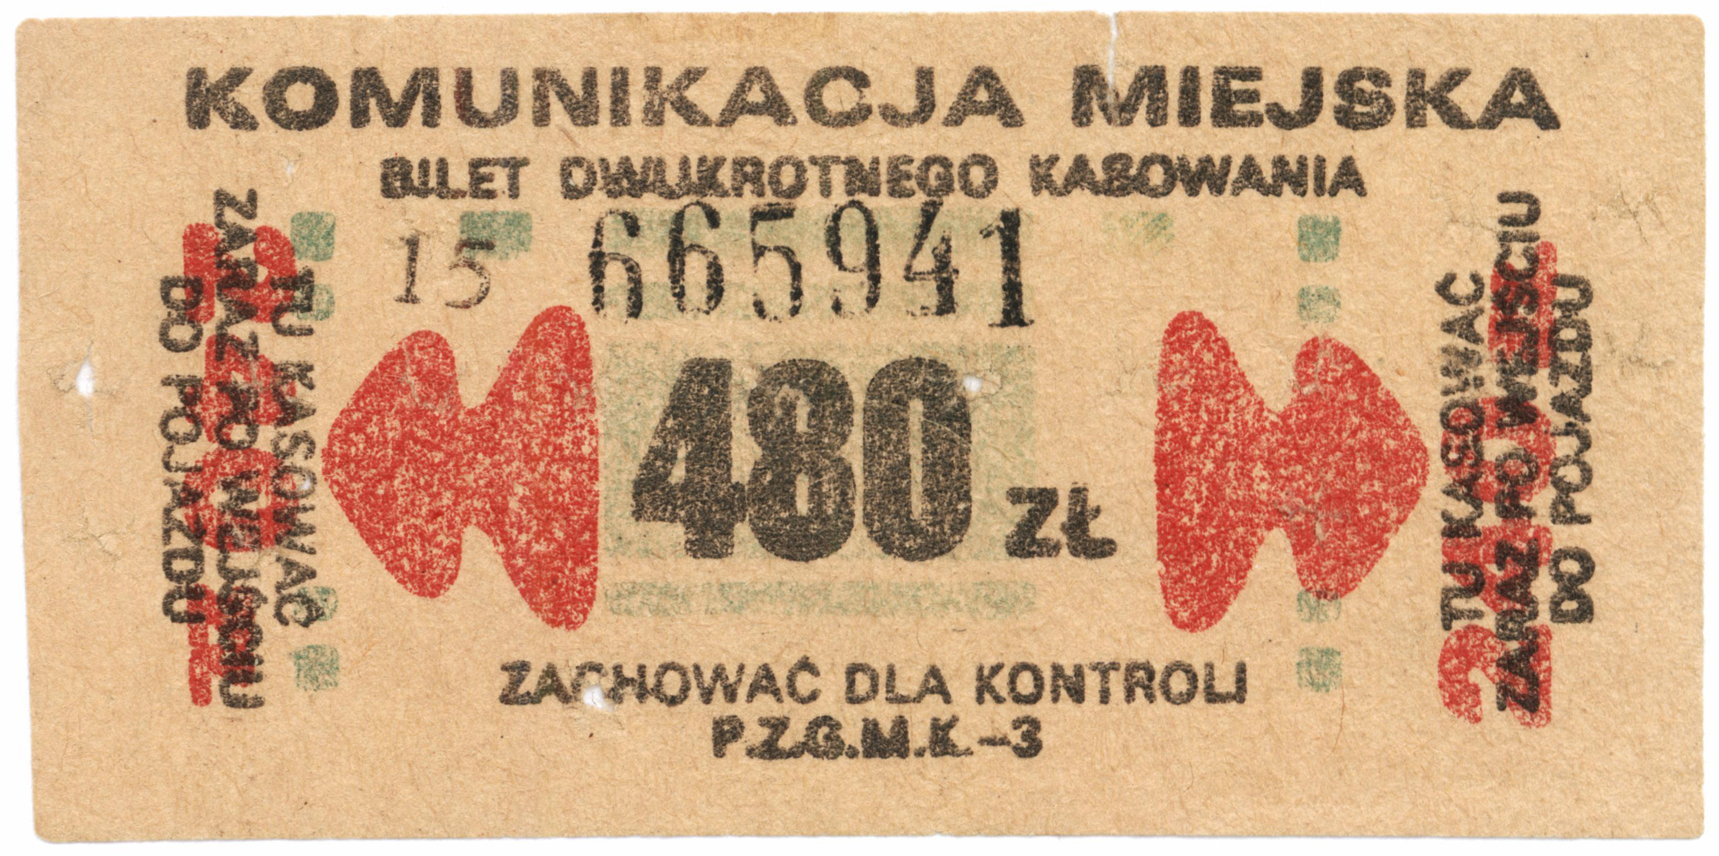 KOMUNIKACJA MIEJSKA
BILET DWUKROTNEGO KASOWANIA
15 665941
480 ZŁ
TU KASOWAĆ
ZARAZ PO WEJŚCIU
DO POJAZDU
TU KASOWAĆ
ZARAZ PO WEJŚCIU
DO POJAZDU
ZACHOWAĆ DLA KONTROLI
P.Z.G.M.K.-3